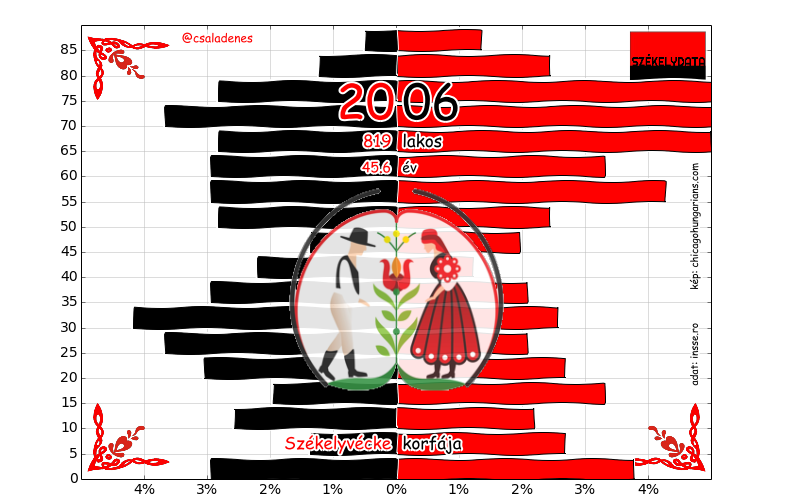 @csaladenes
SZÉKELYDATA
2006
819 lakos
45.6 év
kép: chicagohungarians.com
adat: insse.ro
Székelyvécke korfája
85
80
75
70
65
60
55
50
45
40
35
30
25
20
15
10
5
0
4% 3% 2% 1% 0% 1% 2% 3% 4%